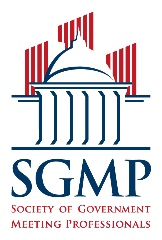 SGMP
Society of Government
Meeting Professionals